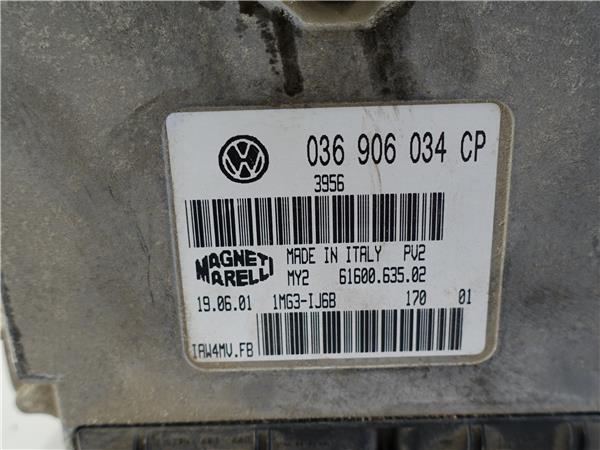 036 906 034 CP
3956
MAGNETI MARELLI
MADE IN ITALY PV2
MY2 61600.635.02
19.06.01 1MG3-IJ6B 170 01
IAW4MV.FB